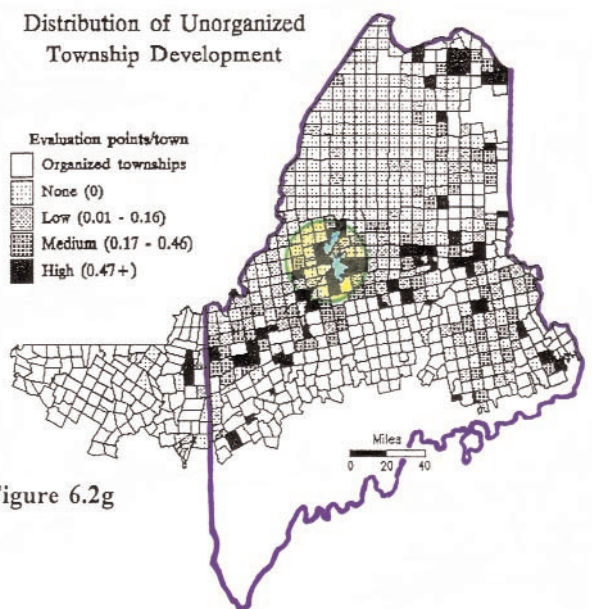 Distribution of Unorganized
Township Development
Evaluation points/town
Organized townships
None (0)
Low (0.01 - 0.16)
Medium (0.17 - 0.46)
High (0.47+)
Miles
0 20 40
igure 6.2g